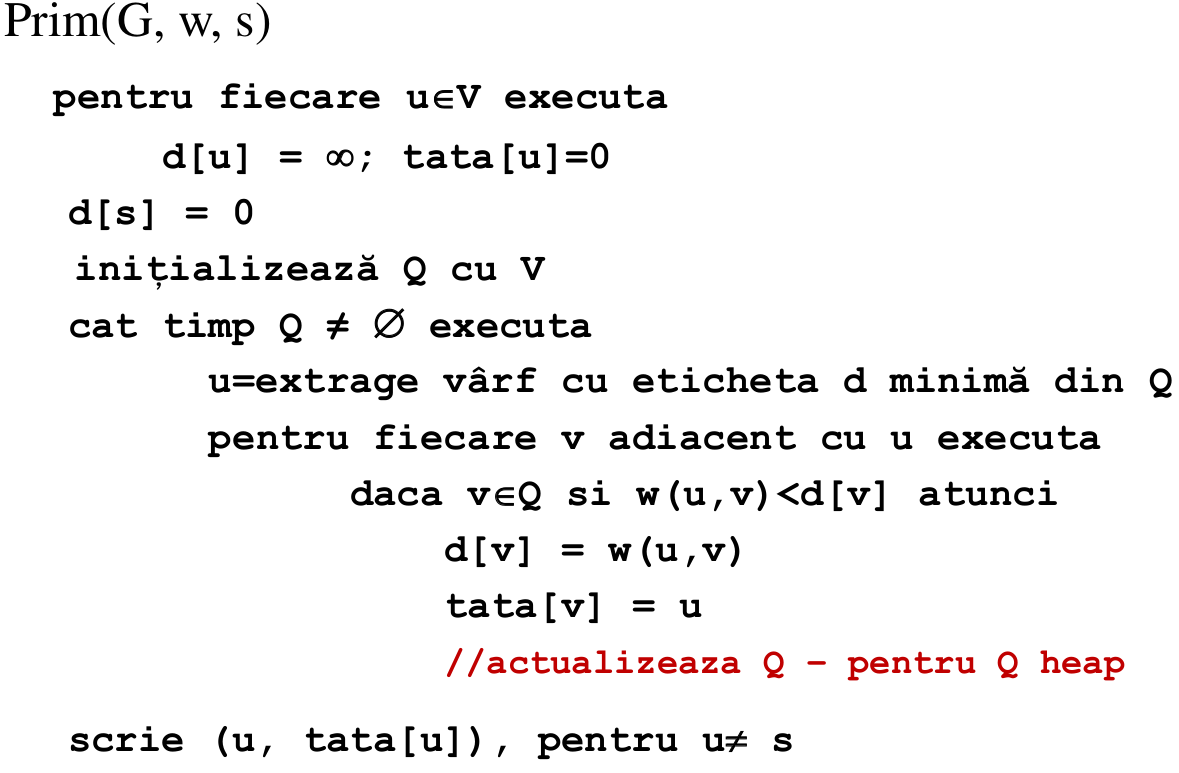 Prim(G, w, s)
pentru fiecare u∈V executa
d[u] = ∞; tata[u]=0
d[s] = 0
inițializează Q cu V
cat timp Q ≠ ∅ executa
u=extrage vârf cu eticheta d minimă din Q
pentru fiecare v adiacent cu u executa
daca v∈Q si w(u,v)<d[v] atunci
d[v] = w(u,v)
tata[v] = u
//actualizeaza Q – pentru Q heap
scrie (u, tata[u]), pentru u≠ s